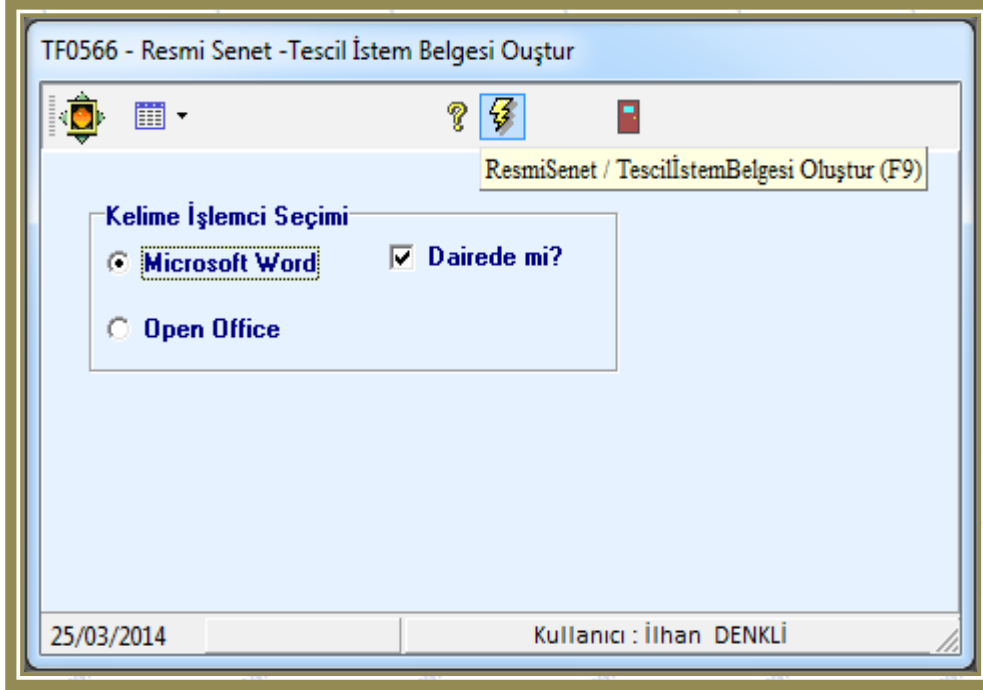 TF0566 - Resmi Senet -Tescil İstem Belgesi Ouştur
ResmiSenet / TescilİstemBelgesi Oluştur (F9)
Kelime İşlemci Seçimi
Microsoft Word
Dairede mi?
Open Office
25/03/2014
Kullanıcı : İlhan DENKLİ